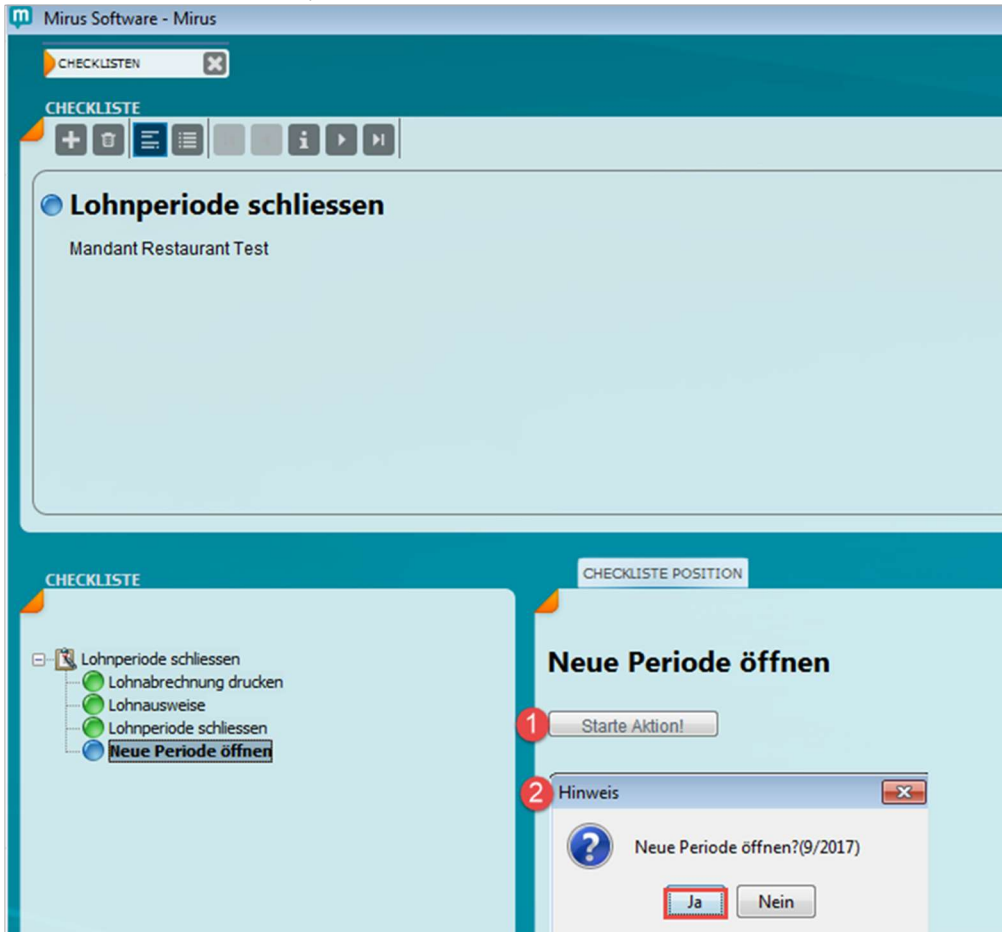 Mirus Software - Mirus
CHECKLISTEN
CHECKLISTE
Lohnperiode schliessen
Mandant Restaurant Test
CHECKLISTE
Lohnperiode schliessen
Lohnabrechnung drucken
Lohnausweise
Lohnperiode schliessen
Neue Periode öffnen
CHECKLISTE POSITION
Neue Periode öffnen
1 Starte Aktion!
2 Hinweis
Neue Periode öffnen?(9/2017)
Ja Nein